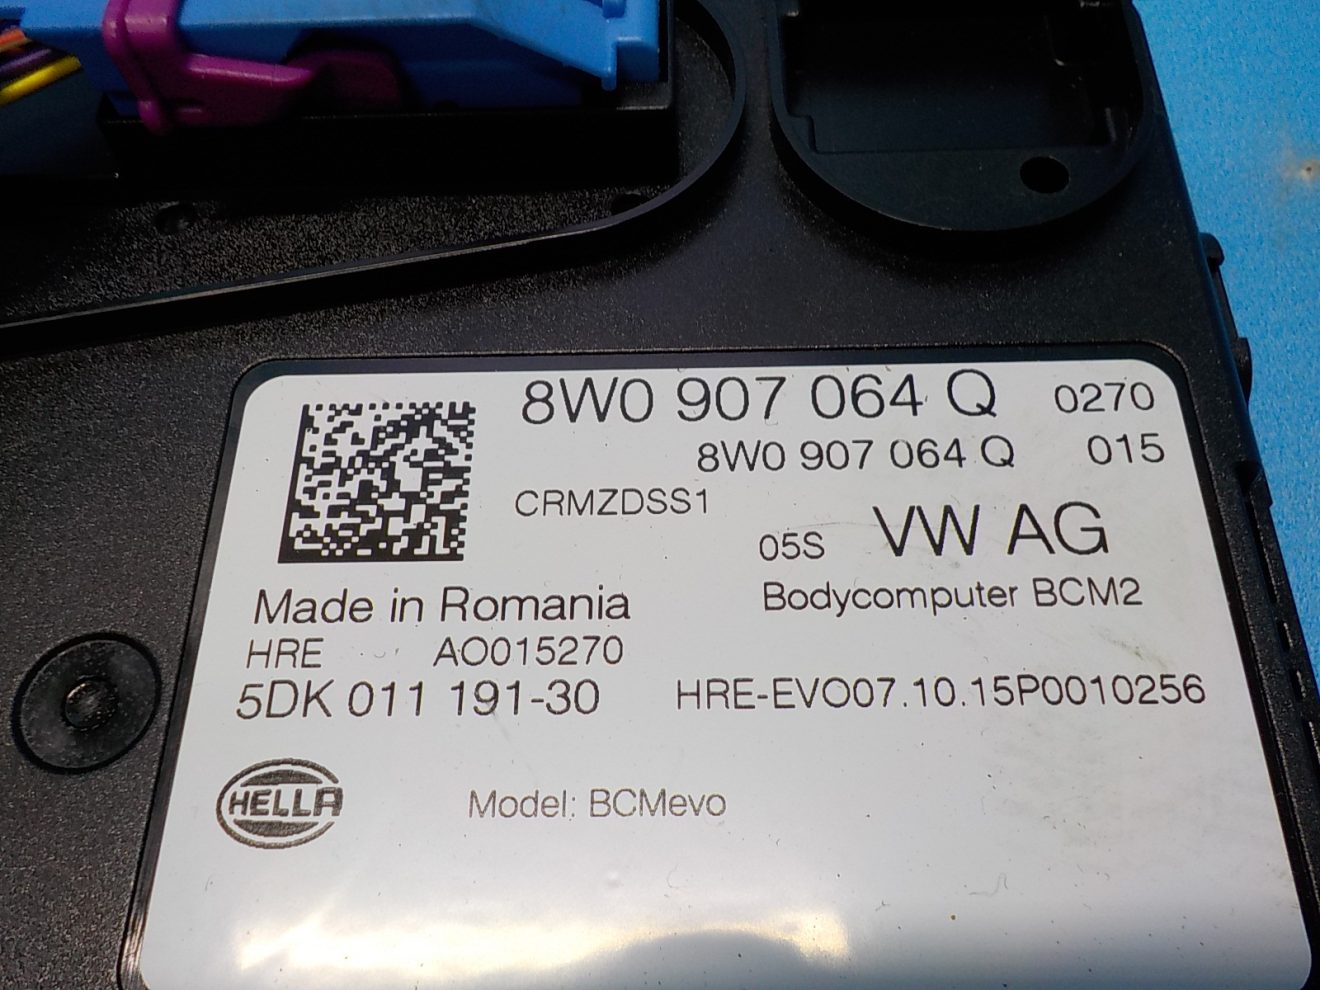 8W0 907 064 Q 0270
8W0 907 064 Q 015
CRMZDSS1
05S VW AG
Bodycomputer BCM2
Made in Romania
HRE AO015270
5DK 011 191-30 HRE-EVO07.10.15P0010256
HELLA
Model: BCMevo